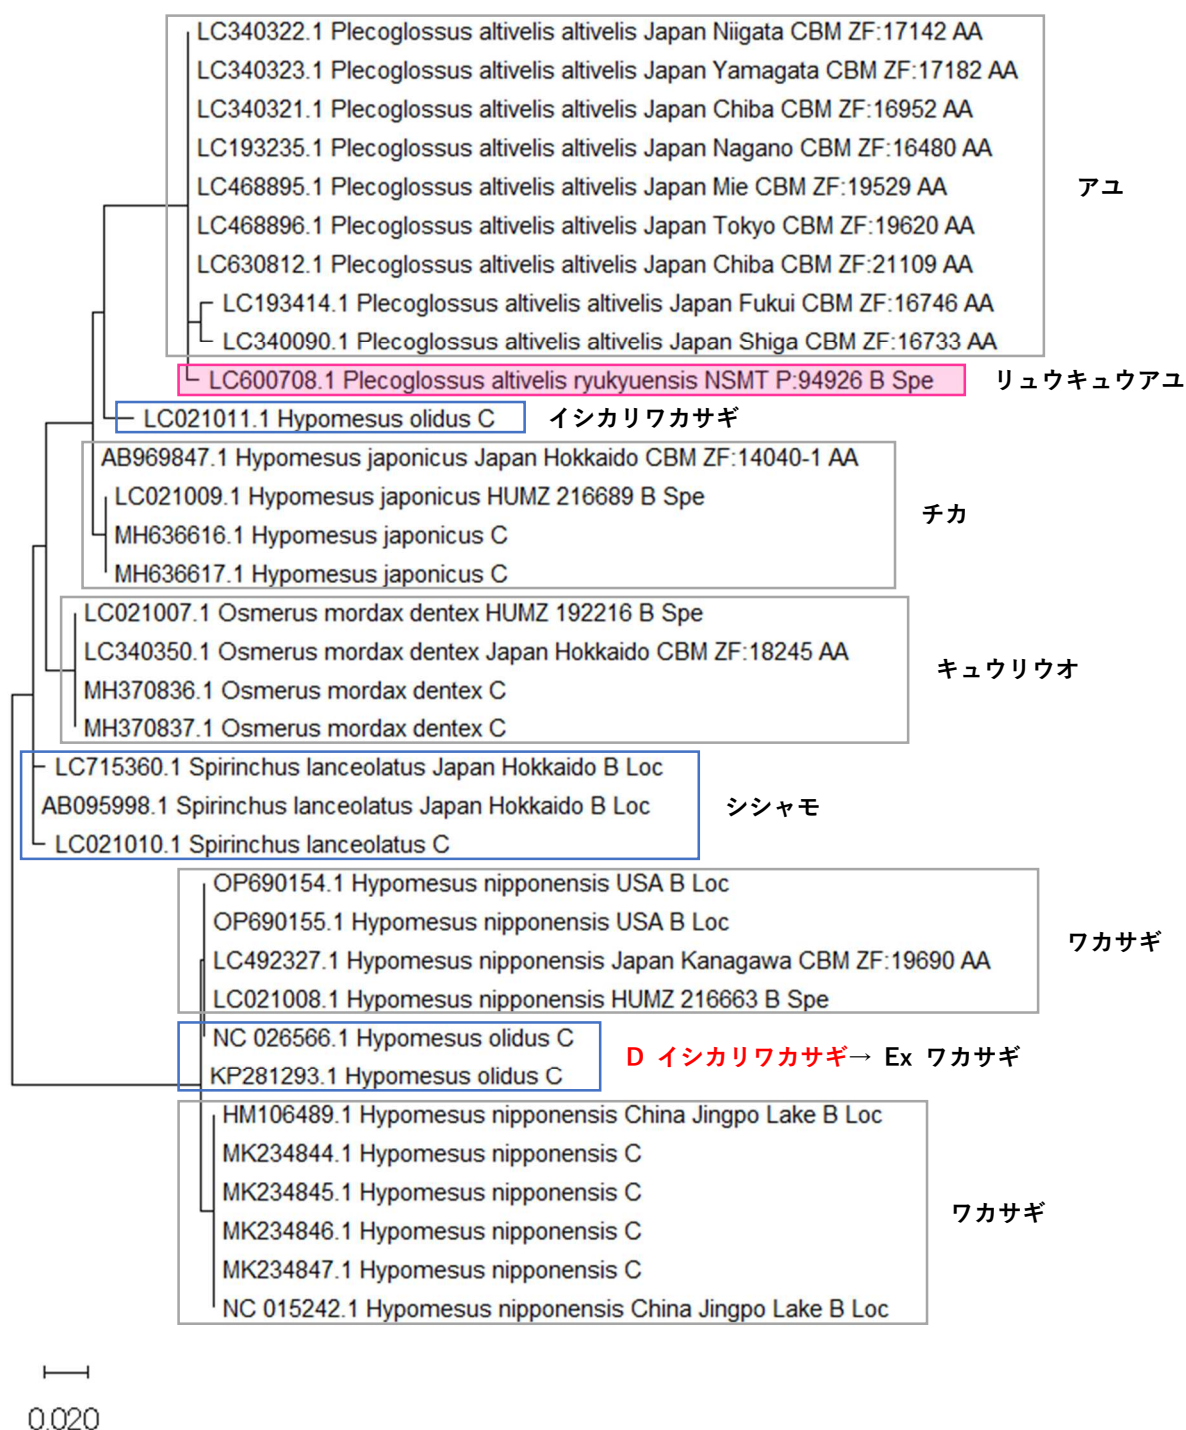 LC340322.1 Plecoglossus altivelis altivelis Japan Niigata CBM ZF:17142 AA
LC340323.1 Plecoglossus altivelis altivelis Japan Yamagata CBM ZF:17182 AA
LC340321.1 Plecoglossus altivelis altivelis Japan Chiba CBM ZF:16952 AA
LC193235.1 Plecoglossus altivelis altivelis Japan Nagano CBM ZF:16480 AA
LC468895.1 Plecoglossus altivelis altivelis Japan Mie CBM ZF:19529 AA
アユ
LC468896.1 Plecoglossus altivelis altivelis Japan Tokyo CBM ZF:19620 AA
LC630812.1 Plecoglossus altivelis altivelis Japan Chiba CBM ZF:21109 AA
LC193414.1 Plecoglossus altivelis altivelis Japan Fukui CBM ZF:16746 AA
LC340090.1 Plecoglossus altivelis altivelis Japan Shiga CBM ZF:16733 AA
LC600708.1 Plecoglossus altivelis ryukyuensis NSMT P:94926 B Spe
リュウキュウアユ
LC021011.1 Hypomesus olidus C
イシカリワカサギ
AB969847.1 Hypomesus japonicus Japan Hokkaido CBM ZF:14040-1 AA
LC021009.1 Hypomesus japonicus HUMZ 216689 B Spe
チカ
MH636616.1 Hypomesus japonicus C
MH636617.1 Hypomesus japonicus C
LC021007.1 Osmerus mordax dentex HUMZ 192216 B Spe
LC340350.1 Osmerus mordax dentex Japan Hokkaido CBM ZF:18245 AA
キュウリウオ
MH370836.1 Osmerus mordax dentex C
MH370837.1 Osmerus mordax dentex C
LC715360.1 Spirinchus lanceolatus Japan Hokkaido B Loc
AB095998.1 Spirinchus lanceolatus Japan Hokkaido B Loc
シシャモ
LC021010.1 Spirinchus lanceolatus C
OP690154.1 Hypomesus nipponensis USA B Loc
OP690155.1 Hypomesus nipponensis USA B Loc
ワカサギ
LC492327.1 Hypomesus nipponensis Japan Kanagawa CBM ZF:19690 AA
LC021008.1 Hypomesus nipponensis HUMZ 216663 B Spe
NC 026566.1 Hypomesus olidus C
D イシカリワカサギ→ Ex ワカサギ
KP281293.1 Hypomesus olidus C
HM106489.1 Hypomesus nipponensis China Jingpo Lake B Loc
MK234844.1 Hypomesus nipponensis C
MK234845.1 Hypomesus nipponensis C
ワカサギ
MK234846.1 Hypomesus nipponensis C
MK234847.1 Hypomesus nipponensis C
NC 015242.1 Hypomesus nipponensis China Jingpo Lake B Loc
0.020